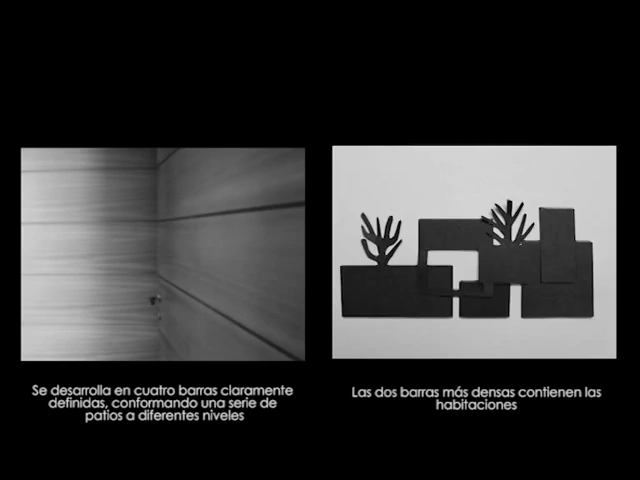 Se desarrolla en cuatro barras claramente
definidas, conformando una serie de
patios a diferentes niveles
Las dos barras más densas contienen las
habitaciones